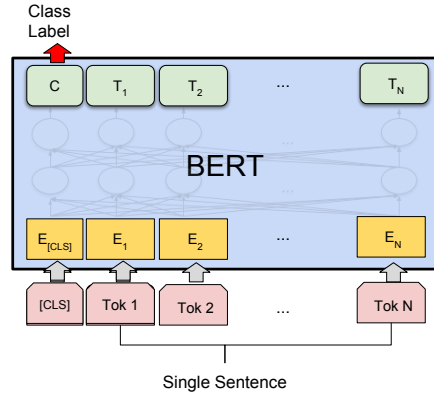 Class
Label
C T1 T2 ... TN
...
BERT
...
E[CLS] E1 E2 ... EN
[CLS] Tok 1 Tok 2 ... Tok N
Single Sentence